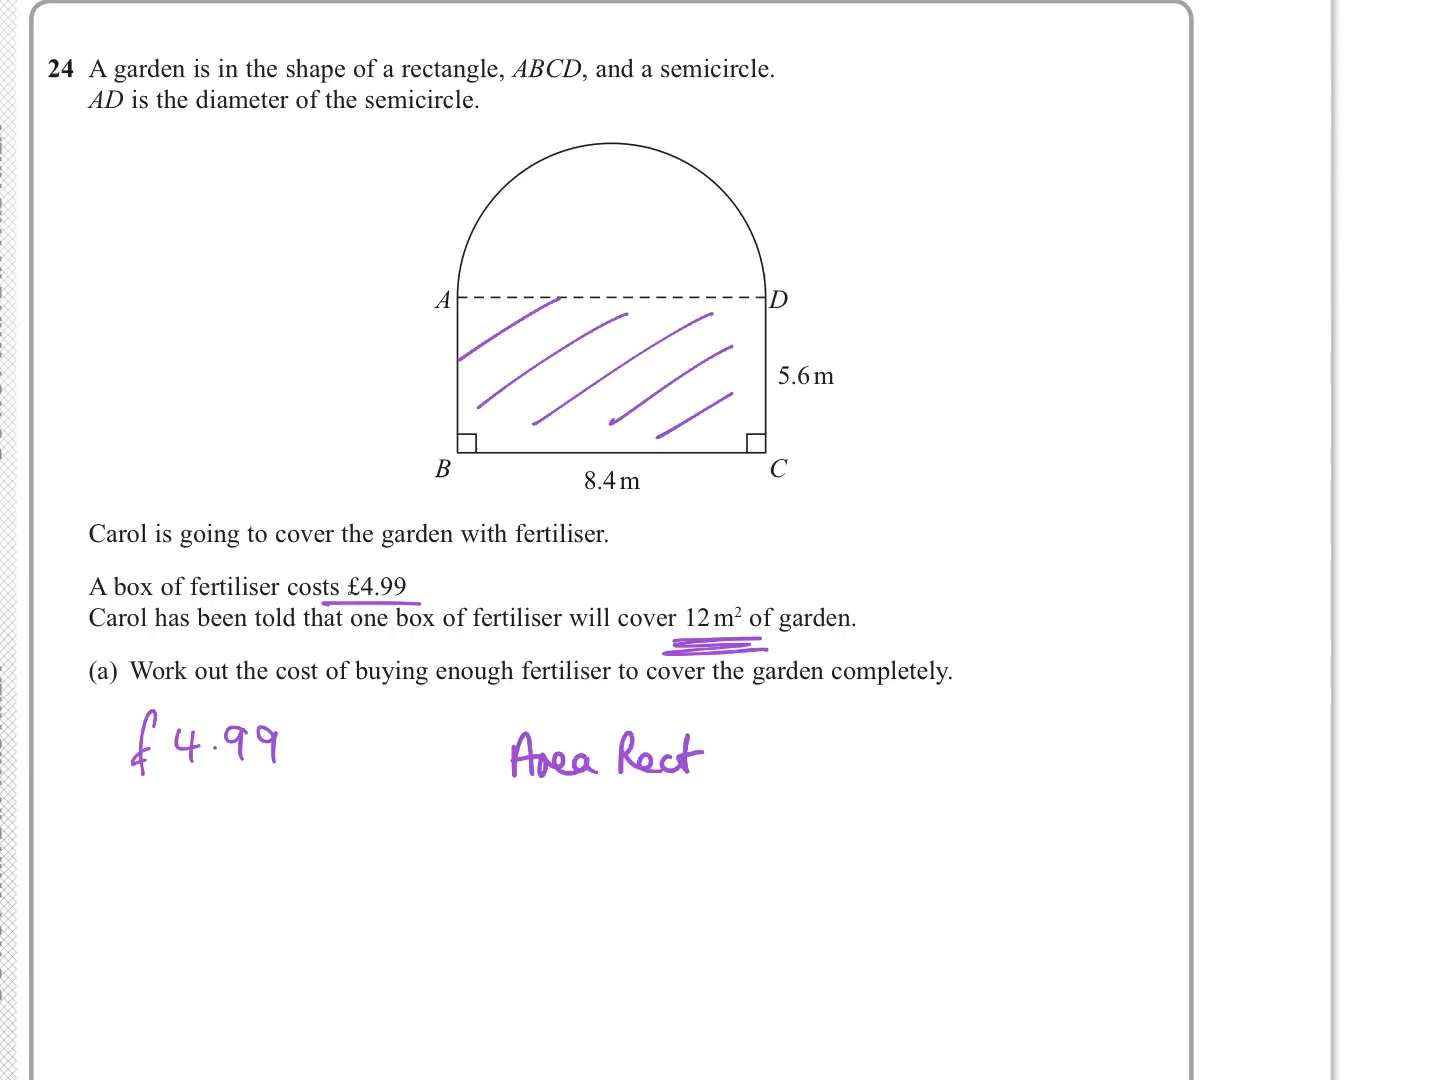 24 A garden is in the shape of a rectangle, ABCD, and a semicircle.
AD is the diameter of the semicircle.
A
D
5.6 m
B
C
8.4 m
Carol is going to cover the garden with fertiliser.
A box of fertiliser costs £4.99
Carol has been told that one box of fertiliser will cover 12 m² of garden.
(a) Work out the cost of buying enough fertiliser to cover the garden completely.
£4.99
Area Rect